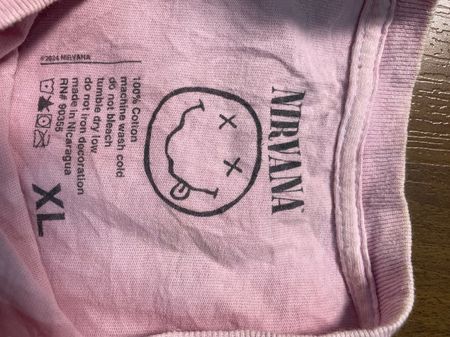 NIRVANA
100% Cotton
machine wash cold
do not bleach
tumble dry low
do not iron decoration
RN# 90356
made in Nicaragua
XL
©2024 NIRVANA